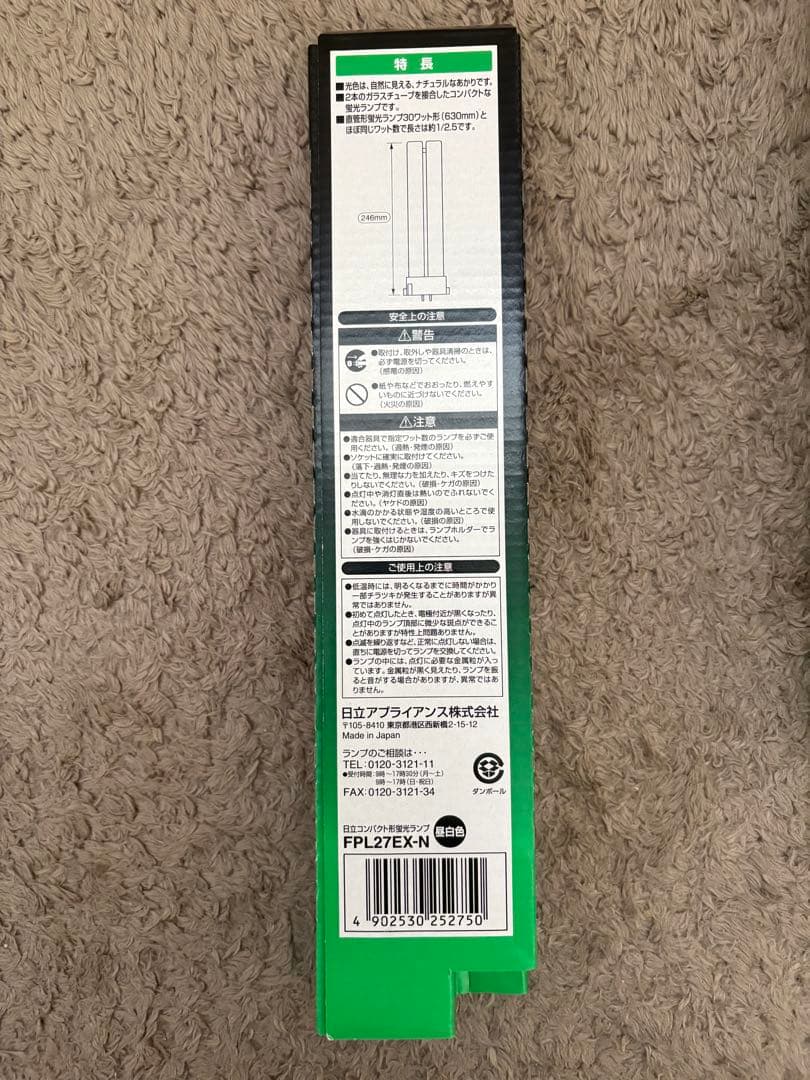 特長
■光色は、自然に見える、ナチュラルなあかりです。
■2本のガラスチューブを接合したコンパクトな
蛍光ランプです。
■直管形蛍光ランプ30ワット形(630mm)と
ほぼ同じワット数で長さは約1/2.5です。
246mm
安全上の注意
⚠警告
●取付け、取外しや器具清掃のときは、
必ず電源を切ってください。
(感電の原因)
●紙や布などでおおったり、燃えやす
いものに近づけないでください。
(火災の原因)
⚠注意
●適合器具で指定ワット数のランプを必ずご使
用ください。(過熱・発煙の原因)
●ソケットに確実に取付けてください。
(落下・過熱・発煙の原因)
●当てたり、無理な力を加えたり、キズをつけた
りしないでください。(破損・ケガの原因)
●点灯中や消灯直後は熱いのでふれないでく
ださい。(ヤケドの原因)
●水滴のかかる状態や湿度の高いところで使
用しないでください。(破損の原因)
●器具に取付けるときは、ランプホルダーでラ
ンプを強くはじかないでください。
(破損・ケガの原因)
ご使用上の注意
●低温時には、明るくなるまでに時間がかかり
一部チラツキが発生することがありますが異
常ではありません。
●初めて点灯したとき、電極付近が黒くなったり、
点灯中のランプ頂部に微少な斑点ができるこ
とがありますが特性上問題ありません。
●点滅を繰り返すなど、正常に点灯しない場合は、
直ちに電源を切ってランプを交換してください。
●ランプの中には、点灯に必要な金属粒が入っ
ています。金属粒が黒く見えたり、ランプを振
ると音がする場合がありますが、異常ではあ
りません。
日立アプライアンス株式会社
〒105-8410 東京都港区西新橋2-15-12
Made in Japan
ランプのご相談は・・・
TEL:0120-3121-11
●受付時間:9時〜17時30分(月〜土)
9時〜17時(日・祝日)
FAX:0120-3121-34
ダンボール
日立コンパクト形蛍光ランプ
FPL27EX-N 昼白色
4 902530 252750